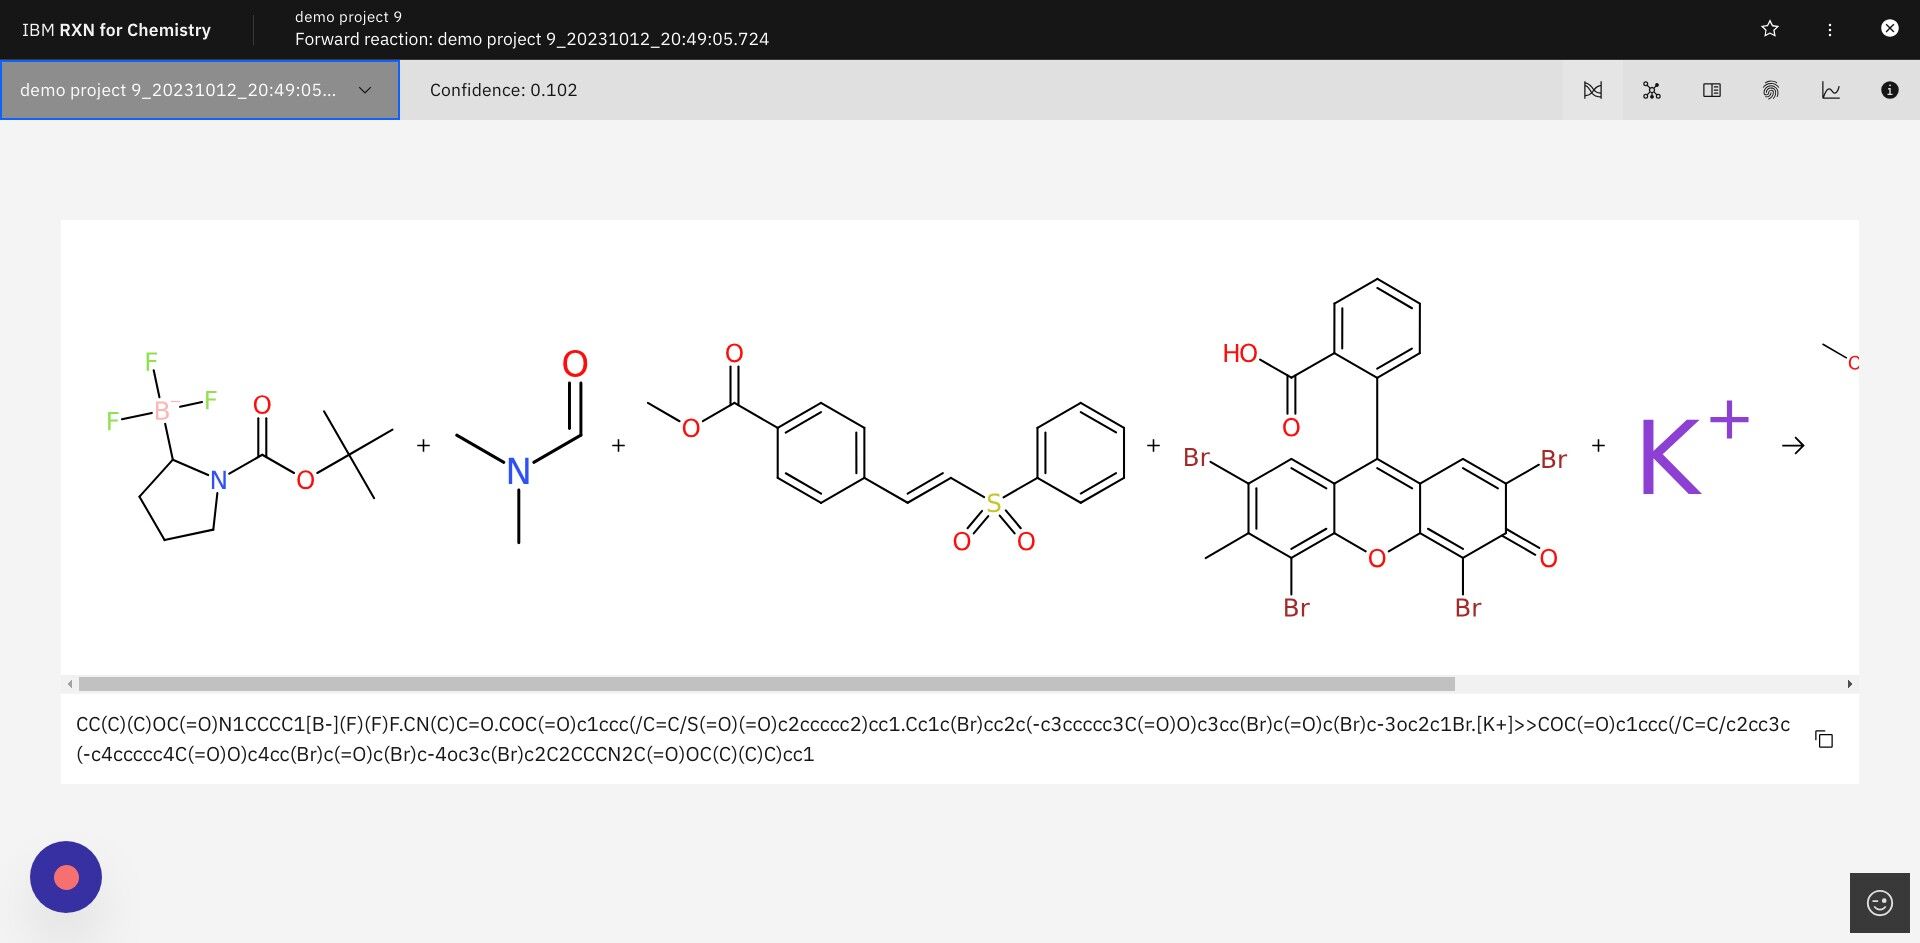 IBM RXN for Chemistry
demo project 9
Forward reaction: demo project 9_20231012_20:49:05.724
demo project 9_20231012_20:49:05...
Confidence: 0.102
F
F
F
B⁻
N
O
O
+
O
N
+
O
O
S
O
O
+
HO
O
Br
Br
O
O
Br
Br
+
K⁺
→
O
CC(C)(C)OC(=O)N1CCCC1[B-](F)(F)F.CN(C)C=O.COC(=O)c1ccc(/C=C/S(=O)(=O)c2ccccc2)cc1.Cc1c(Br)cc2c(-c3ccccc3C(=O)O)c3cc(Br)c(=O)c(Br)c-3oc2c1Br.[K+]>>COC(=O)c1ccc(/C=C/c2cc3c
(-c4ccccc4C(=O)O)c4cc(Br)c(=O)c(Br)c-4oc3c(Br)c2C2CCCN2C(=O)OC(C)(C)C)cc1